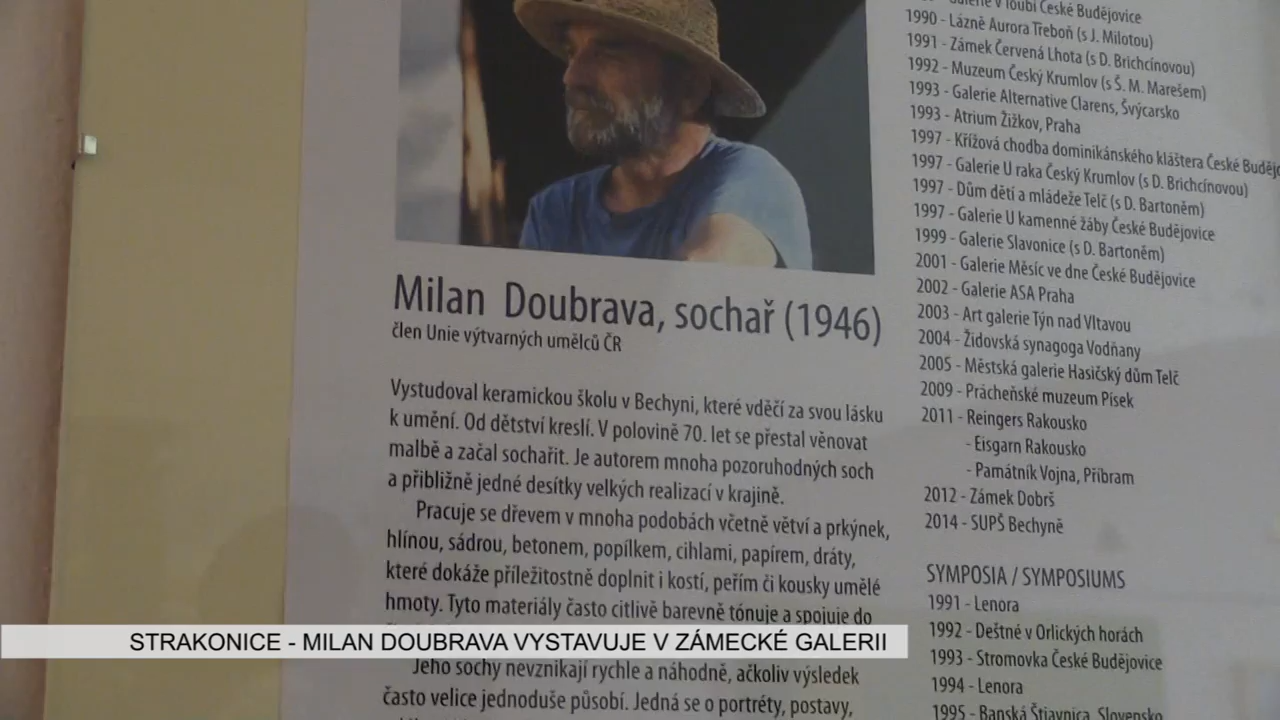 Milan Doubrava, sochař (1946)
člen Unie výtvarných umělců ČR
Vystudoval keramickou školu v Bechyni, které vděčí za svou lásku
k umění. Od dětství kreslí. V polovině 70. let se přestal věnovat
malbě a začal sochařit. Je autorem mnoha pozoruhodných soch
a přibližně jedné desítky velkých realizací v krajině.
Pracuje se dřevem v mnoha podobách včetně větví a prkýnek,
hlínou, sádrou, betonem, popílkem, cihlami, papírem, dráty,
které dokáže příležitostně doplnit i kostí, peřím či kousky umělé
hmoty. Tyto materiály často citlivě barevně tónuje a spojuje do
Jeho sochy nevznikají rychle a náhodně, ačkoliv výsledek
často velice jednoduše působí. Jedná se o portréty, postavy,
Galerie v loubí České Budějovice
1990 - Lázně Aurora Třeboň (s J. Milotou)
1991 - Zámek Červená Lhota (s D. Brichcínovou)
1992 - Muzeum Český Krumlov (s Š. M. Marešem)
1993 - Galerie Alternative Clarens, Švýcarsko
1993 - Atrium Žižkov, Praha
1997 - Křížová chodba dominikánského kláštera České Budějo
1997 - Galerie U raka Český Krumlov (s D. Brichcínovou)
1997 - Dům dětí a mládeže Telč (s D. Bartoněm)
1997 - Galerie U kamenné žáby České Budějovice
1999 - Galerie Slavonice (s D. Bartoněm)
2001 - Galerie Měsíc ve dne České Budějovice
2002 - Galerie ASA Praha
2003 - Art galerie Týn nad Vltavou
2004 - Židovská synagoga Vodňany
2005 - Městská galerie Hasičský dům Telč
2009 - Prácheňské muzeum Písek
2011 - Reingers Rakousko
- Eisgarn Rakousko
- Památník Vojna, Příbram
2012 - Zámek Dobrš
2014 - SUPŠ Bechyně
SYMPOSIA / SYMPOSIUMS
1991 - Lenora
1992 - Deštné v Orlických horách
1993 - Stromovka České Budějovice
1994 - Lenora
1995 - Banská Štiavnica, Slovensko
STRAKONICE - MILAN DOUBRAVA VYSTAVUJE V ZÁMECKÉ GALERII